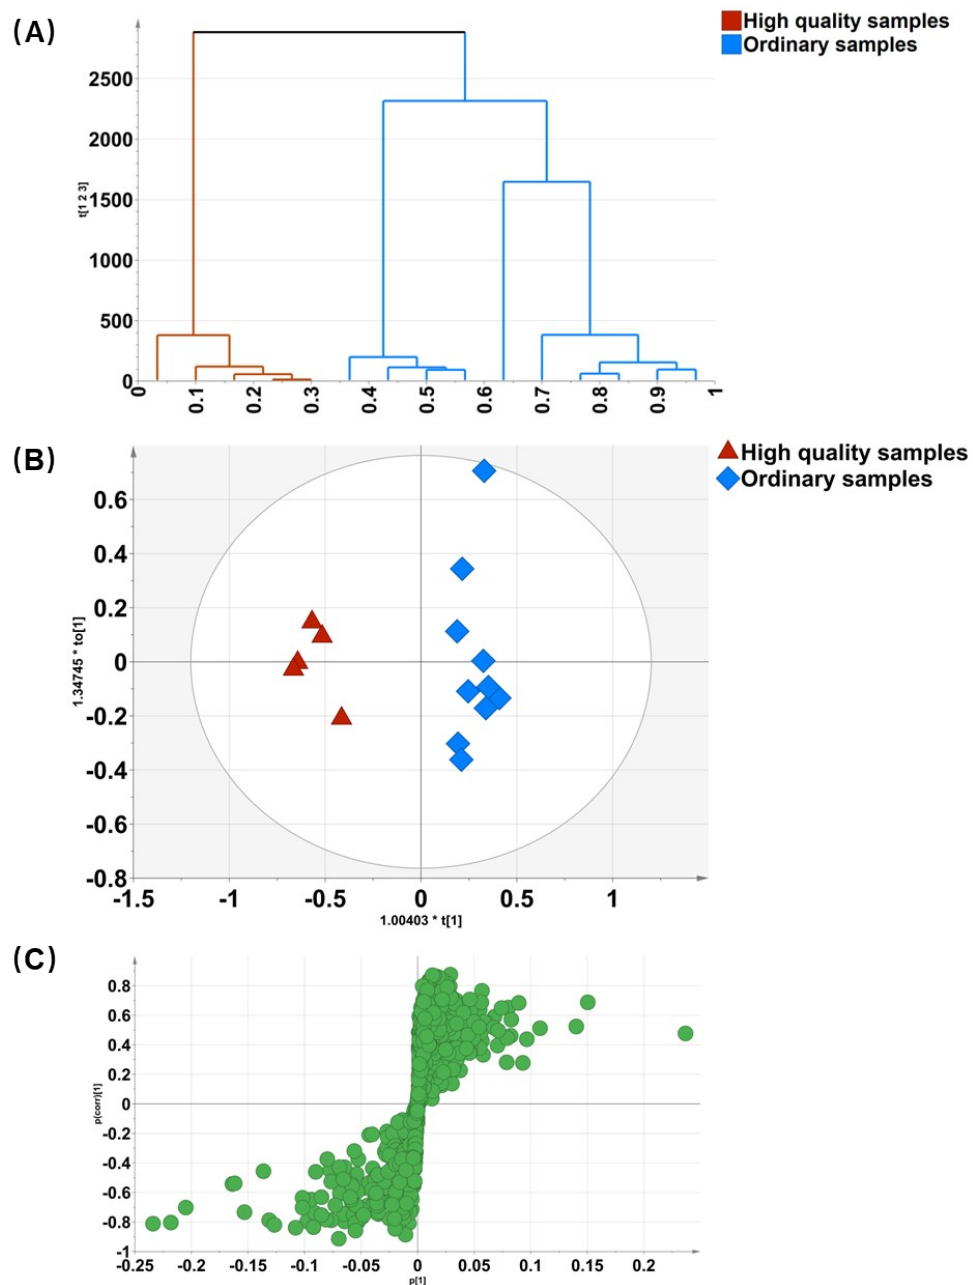 (A)
High quality samples
Ordinary samples
2500
2000
1500
1000
500
0
t[1 2 3]
0 0.1 0.2 0.3 0.4 0.5 0.6 0.7 0.8 0.9 1
(B)
High quality samples
Ordinary samples
0.6
0.4
0.2
0
-0.2
-0.4
-0.6
-0.8
1.34745 * to[1]
-1.5 -1 -0.5 0 0.5 1
1.00403 * t[1]
(C)
0.8
0.6
0.4
0.2
0
-0.2
-0.4
-0.6
-0.8
-1
p(corr)[1]
-0.25 -0.2 -0.15 -0.1 -0.05 0 0.05 0.1 0.15 0.2
p[1]